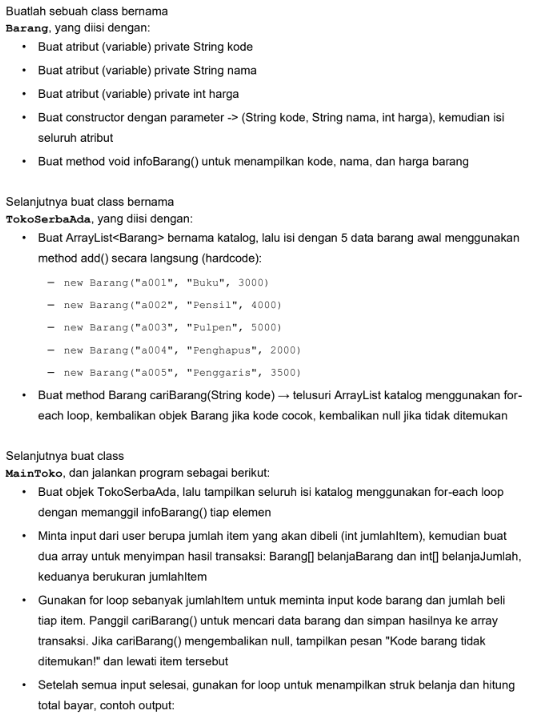 Buatlah sebuah class bernama
Barang, yang diisi dengan:
• Buat atribut (variable) private String kode
• Buat atribut (variable) private String nama
• Buat atribut (variable) private int harga
• Buat constructor dengan parameter -> (String kode, String nama, int harga), kemudian isi
seluruh atribut
• Buat method void infoBarang() untuk menampilkan kode, nama, dan harga barang
Selanjutnya buat class bernama
TokoSerbaAda, yang diisi dengan:
• Buat ArrayList<Barang> bernama katalog, lalu isi dengan 5 data barang awal menggunakan
method add() secara langsung (hardcode):
— new Barang("a001", "Buku", 3000)
— new Barang("a002", "Pensil", 4000)
— new Barang("a003", "Pulpen", 5000)
— new Barang("a004", "Penghapus", 2000)
— new Barang("a005", "Penggaris", 3500)
• Buat method Barang cariBarang(String kode) → telusuri ArrayList katalog menggunakan for-
each loop, kembalikan objek Barang jika kode cocok, kembalikan null jika tidak ditemukan
Selanjutnya buat class
MainToko, dan jalankan program sebagai berikut:
• Buat objek TokoSerbaAda, lalu tampilkan seluruh isi katalog menggunakan for-each loop
dengan memanggil infoBarang() tiap elemen
• Minta input dari user berupa jumlah item yang akan dibeli (int jumlahItem), kemudian buat
dua array untuk menyimpan hasil transaksi: Barang[] belanjaBarang dan int[] belanjaJumlah,
keduanya berukuran jumlahItem
• Gunakan for loop sebanyak jumlahItem untuk meminta input kode barang dan jumlah beli
tiap item. Panggil cariBarang() untuk mencari data barang dan simpan hasilnya ke array
transaksi. Jika cariBarang() mengembalikan null, tampilkan pesan "Kode barang tidak
ditemukan!" dan lewati item tersebut
• Setelah semua input selesai, gunakan for loop untuk menampilkan struk belanja dan hitung
total bayar, contoh output: